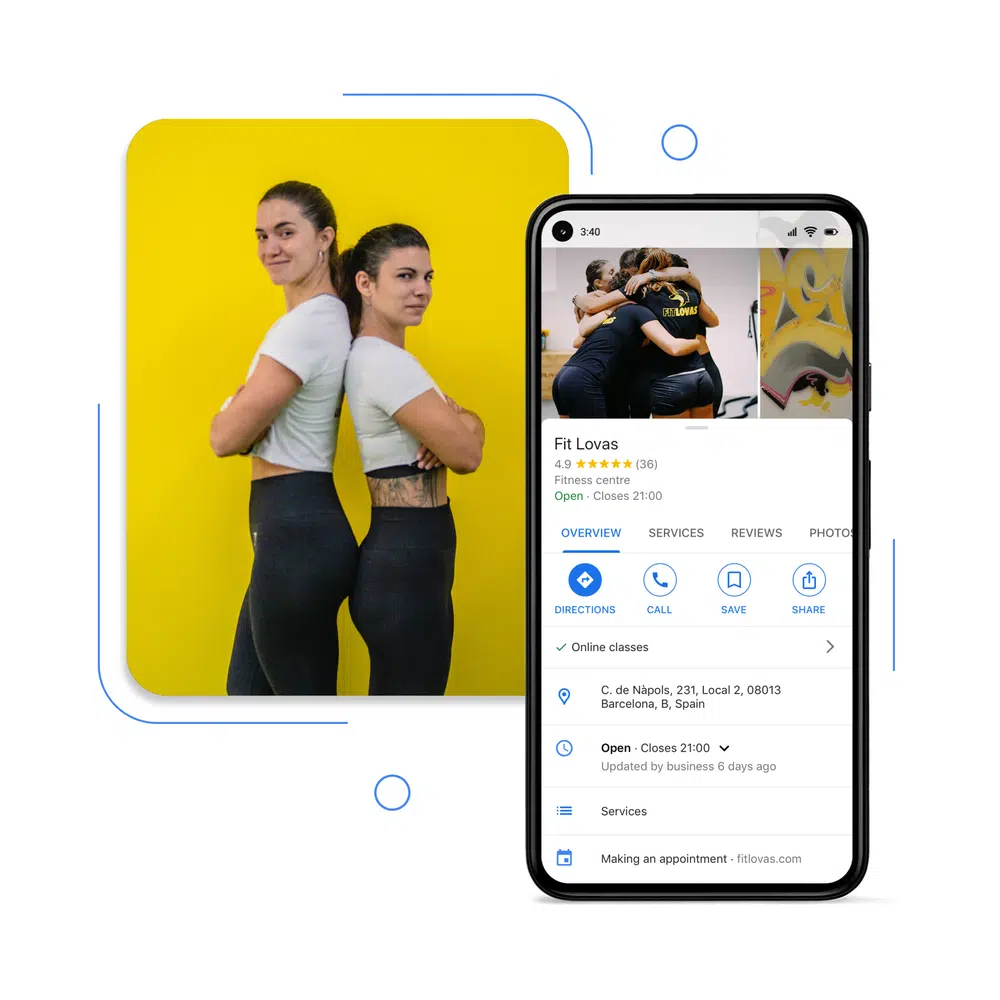 3:40
FITLOVAS
Fit Lovas
4.9 ★★★★★ (36)
Fitness centre
Open · Closes 21:00
OVERVIEW SERVICES REVIEWS PHOTOS
DIRECTIONS CALL SAVE SHARE
Online classes
C. de Nàpols, 231, Local 2, 08013
Barcelona, B, Spain
Open · Closes 21:00
Updated by business 6 days ago
Services
Making an appointment · fitlovas.com